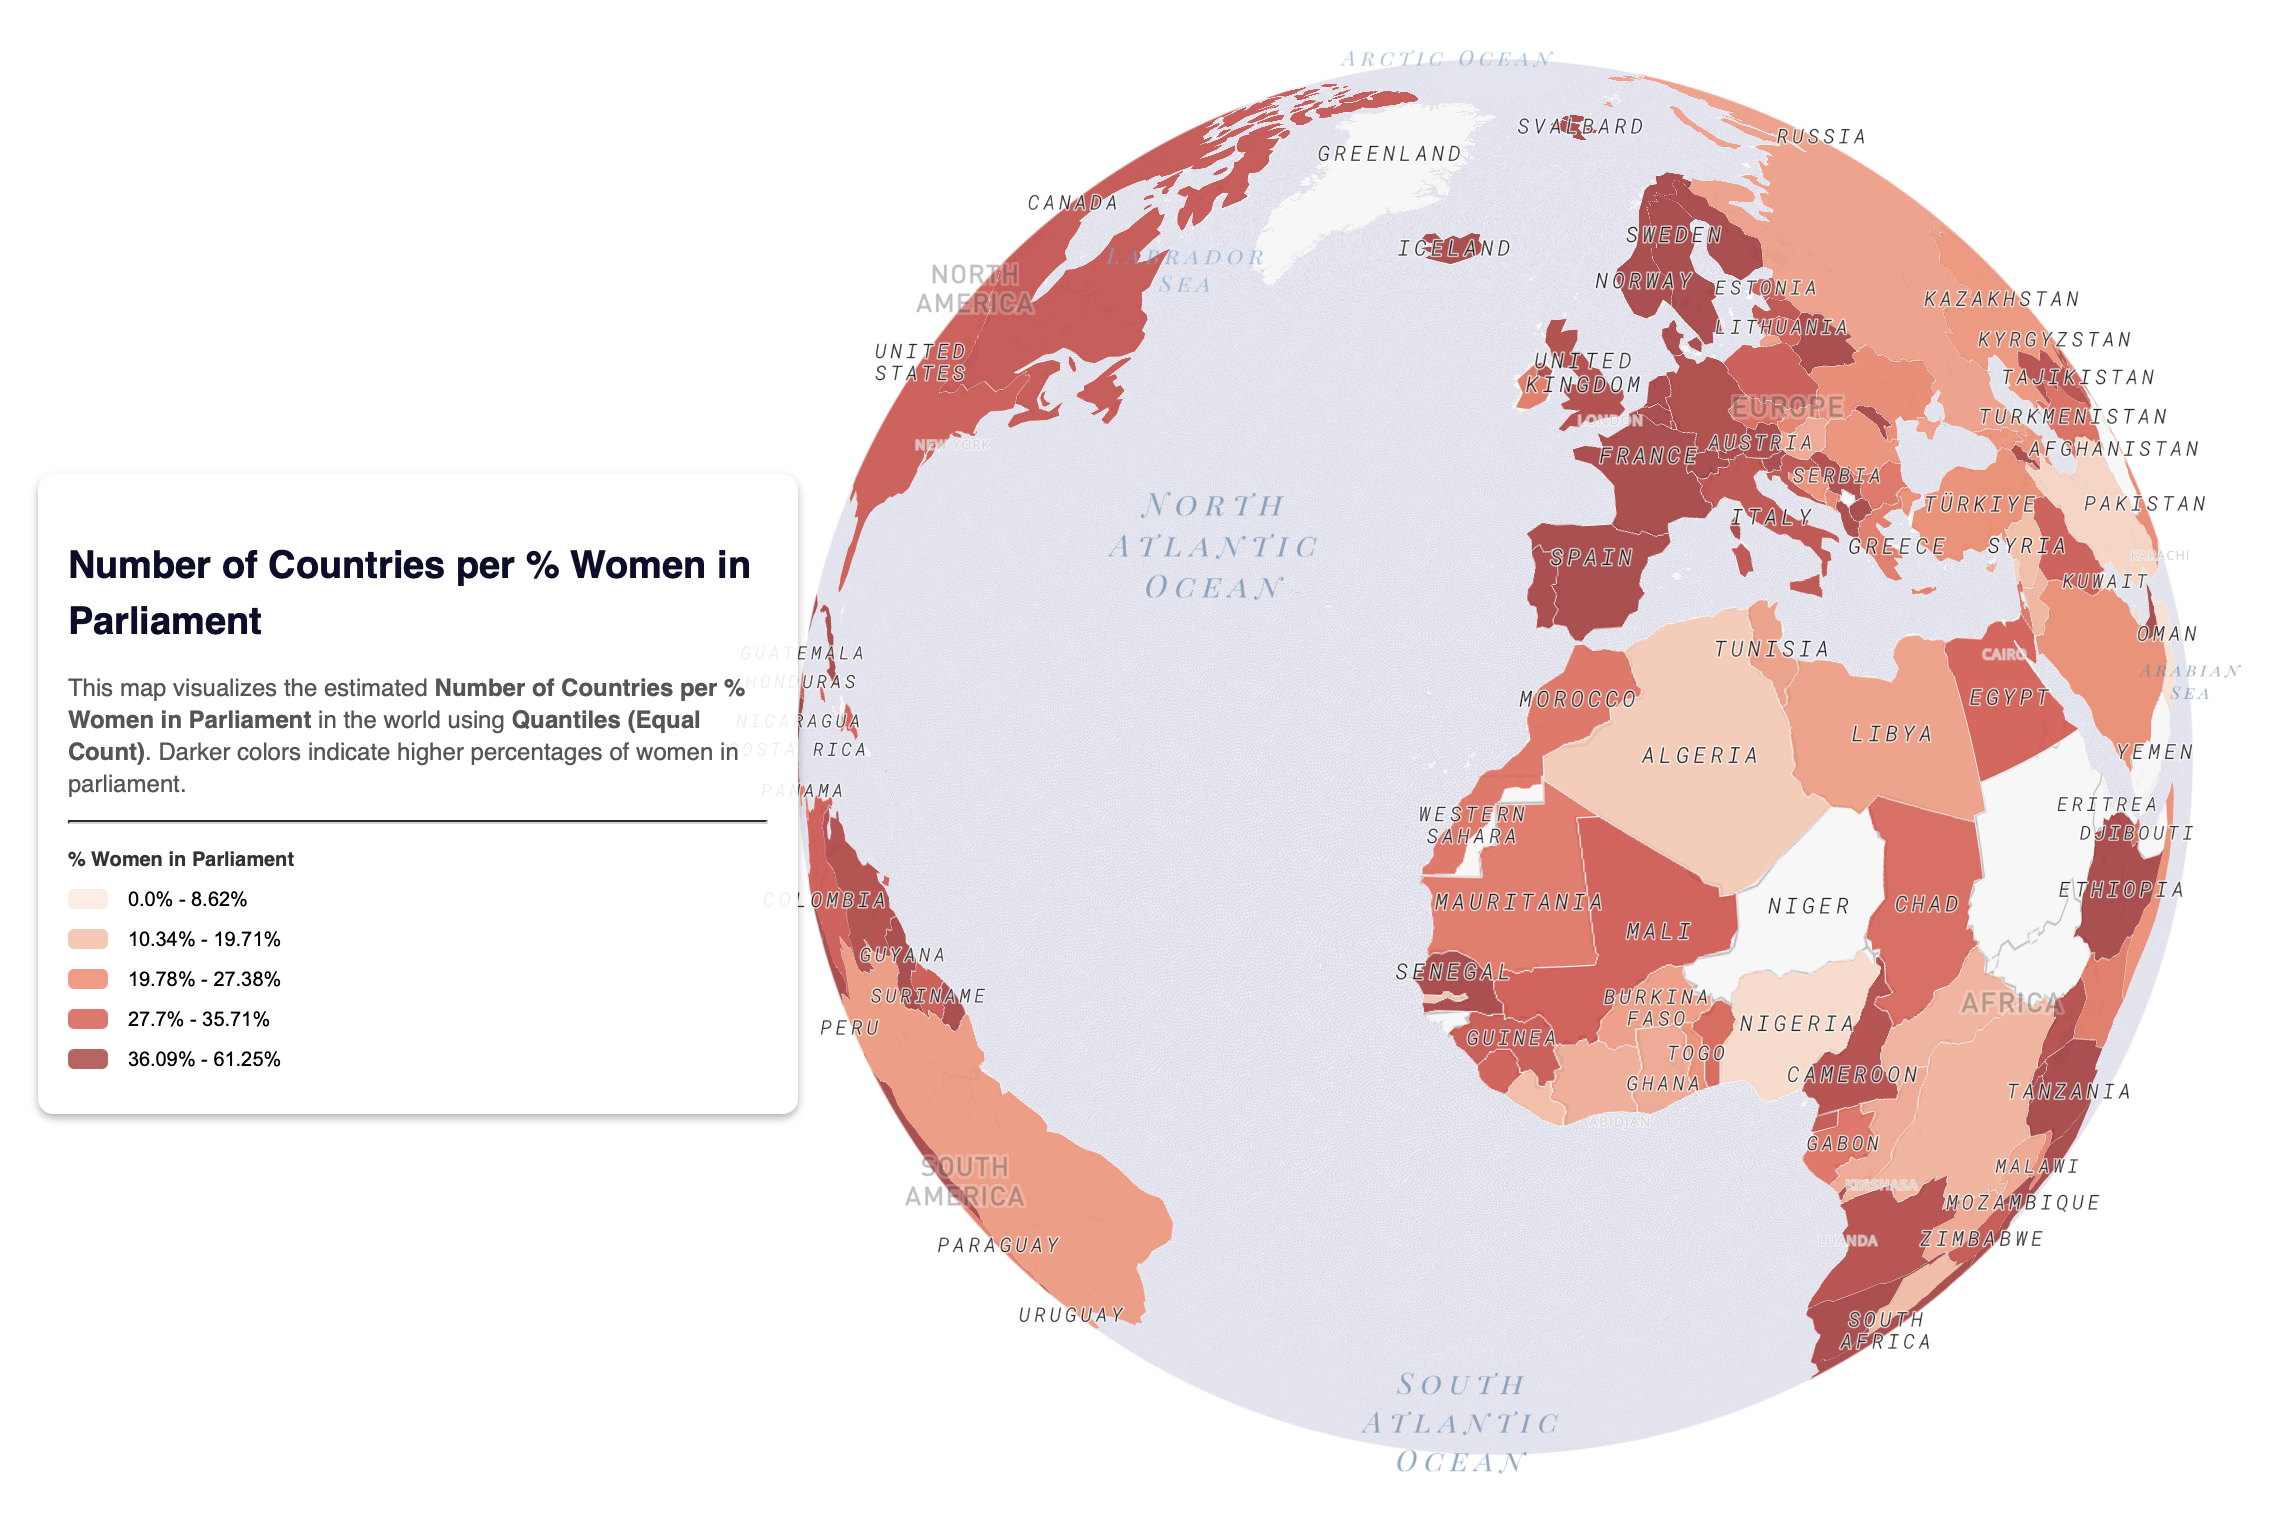 ARCTIC OCEAN
SVALBARD
RUSSIA
GREENLAND
CANADA
ICELAND
SWEDEN
NORWAY
ESTONIA
LABRADOR
SEA
NORTH
AMERICA
KAZAKHSTAN
LITHUANIA
KYRGYZSTAN
UNITED
STATES
UNITED
KINGDOM
TAJIKISTAN
EUROPE
LONDON
TURKMENISTAN
NEW YORK
AUSTRIA
FRANCE
AFGHANISTAN
SERBIA
NORTH
ATLANTIC
OCEAN
TÜRKIYE
PAKISTAN
ITALY
GREECE
SYRIA
SPAIN
KARACHI
KUWAIT
Number of Countries per % Women in
Parliament
This map visualizes the estimated Number of Countries per %
Women in Parliament in the world using Quantiles (Equal
Count). Darker colors indicate higher percentages of women in
parliament.
% Women in Parliament
0.0% - 8.62%
10.34% - 19.71%
19.78% - 27.38%
27.7% - 35.71%
36.09% - 61.25%
OMAN
TUNISIA
CAIRO
GUATEMALA
HONDURAS
ARABIAN
SEA
MOROCCO
EGYPT
NICARAGUA
COSTA RICA
LIBYA
ALGERIA
YEMEN
PANAMA
ERITREA
WESTERN
SAHARA
DJIBOUTI
COLOMBIA
MAURITANIA
NIGER
CHAD
ETHIOPIA
MALI
GUYANA
SENEGAL
SURINAME
BURKINA
FASO
AFRICA
PERU
NIGERIA
GUINEA
TOGO
GHANA
CAMEROON
TANZANIA
ABIDJAN
GABON
SOUTH
AMERICA
MALAWI
KINSHASA
MOZAMBIQUE
LUANDA
ZIMBABWE
PARAGUAY
URUGUAY
SOUTH
AFRICA
SOUTH
ATLANTIC
OCEAN